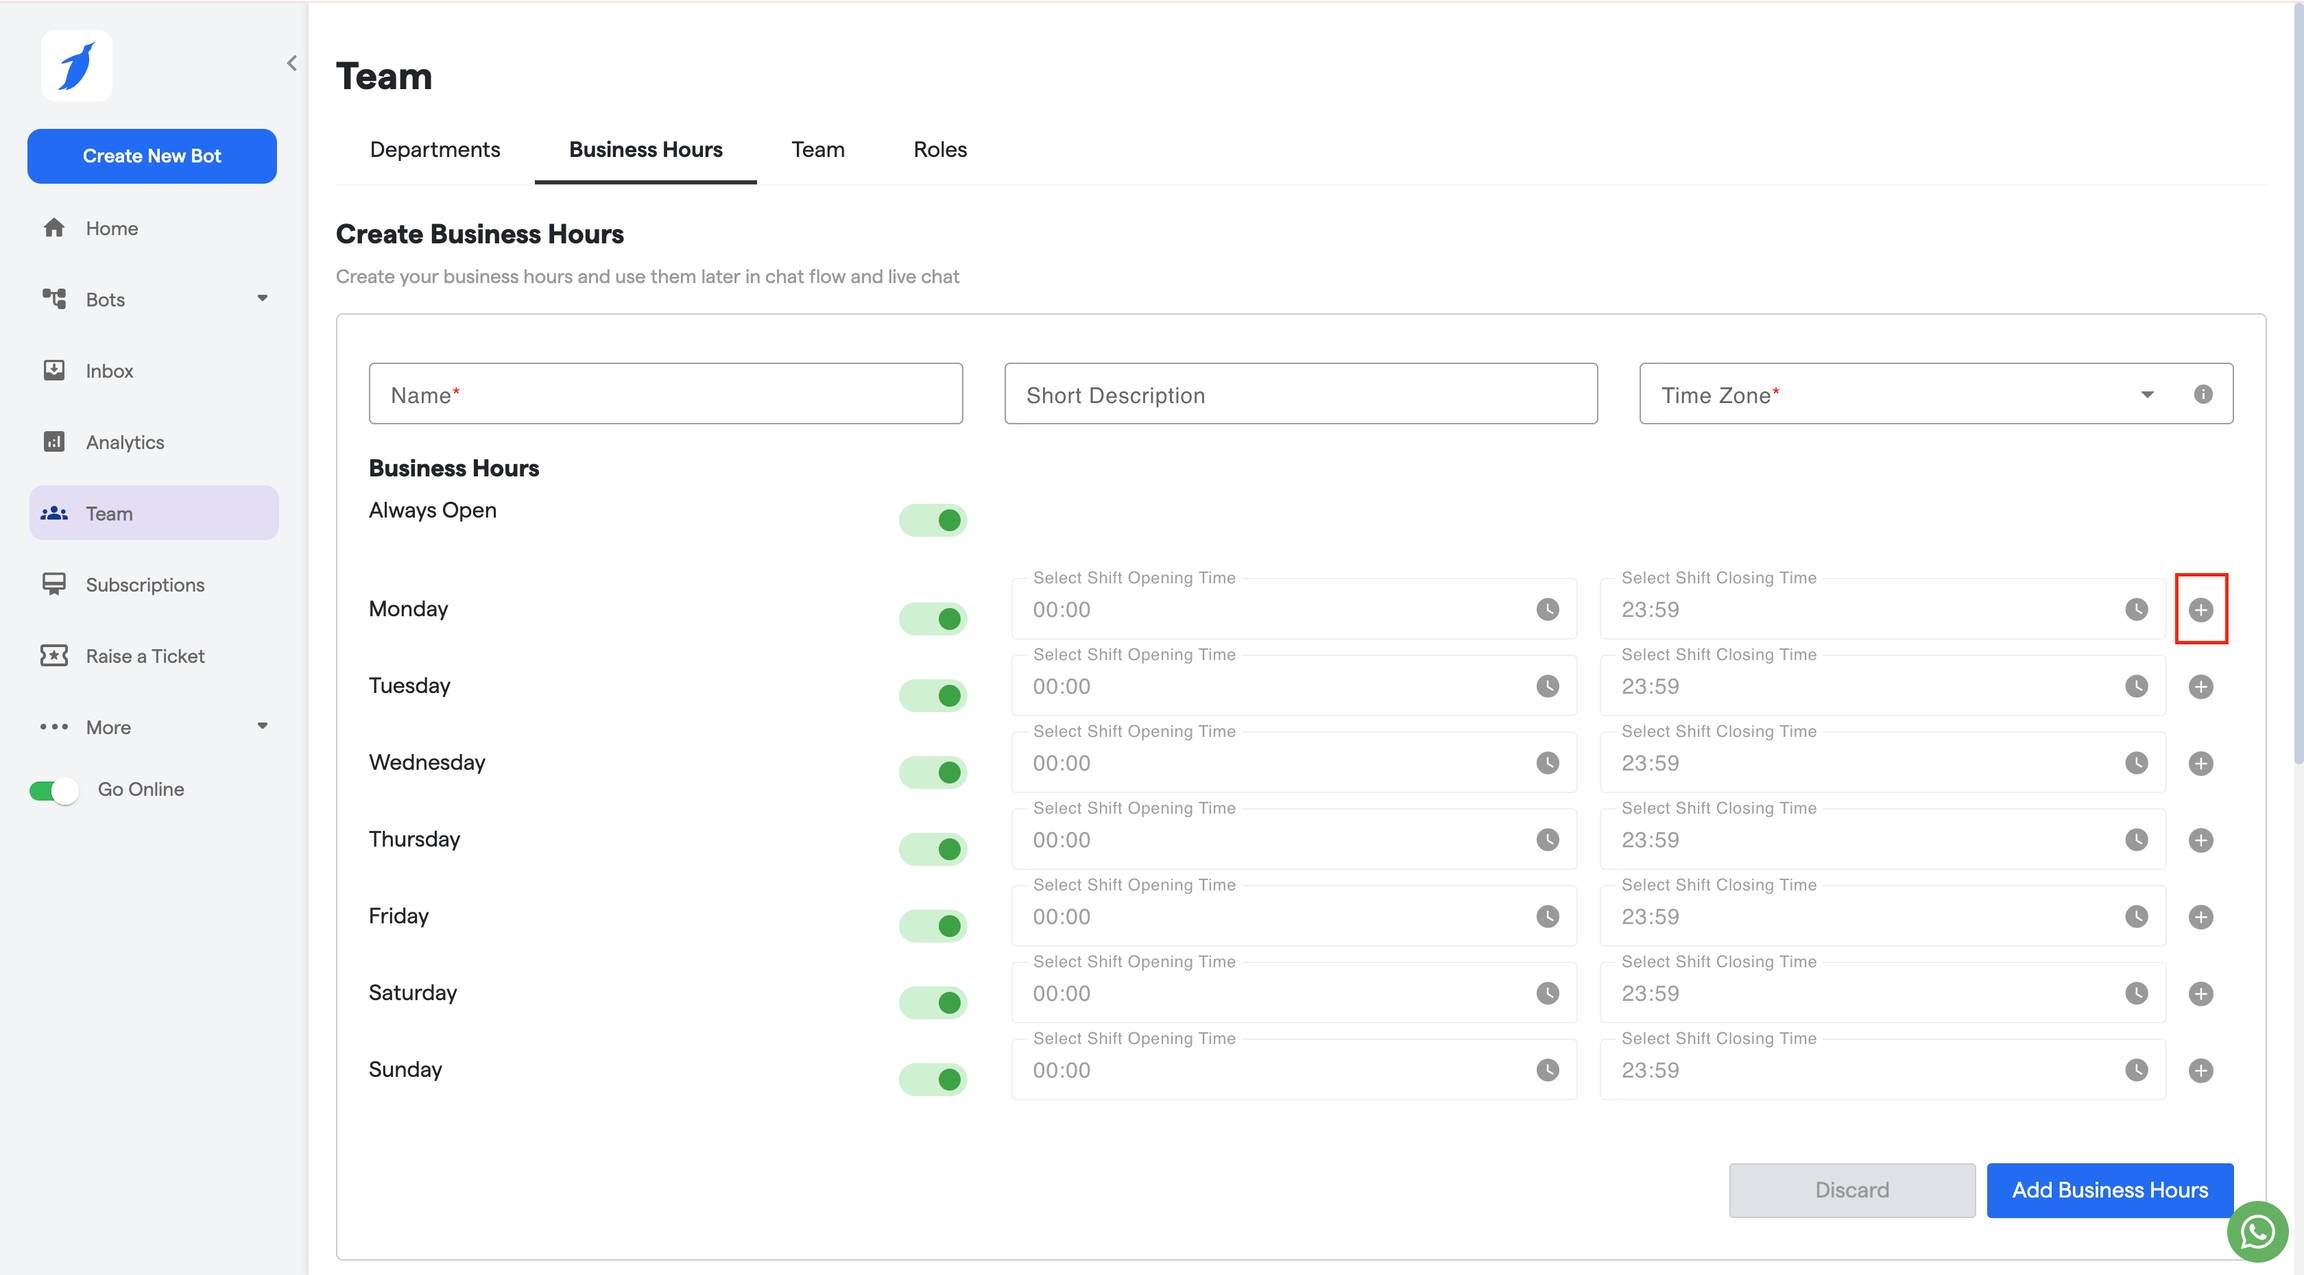 Team
Create New Bot
Departments
Business Hours
Team
Roles
Home
Bots
Inbox
Analytics
Team
Subscriptions
Raise a Ticket
More
Go Online
Create Business Hours
Create your business hours and use them later in chat flow and live chat
Name*
Short Description
Time Zone*
Business Hours
Always Open
Monday
Select Shift Opening Time
00:00
Select Shift Closing Time
23:59
Tuesday
Select Shift Opening Time
00:00
Select Shift Closing Time
23:59
Wednesday
Select Shift Opening Time
00:00
Select Shift Closing Time
23:59
Thursday
Select Shift Opening Time
00:00
Select Shift Closing Time
23:59
Friday
Select Shift Opening Time
00:00
Select Shift Closing Time
23:59
Saturday
Select Shift Opening Time
00:00
Select Shift Closing Time
23:59
Sunday
Select Shift Opening Time
00:00
Select Shift Closing Time
23:59
Discard
Add Business Hours